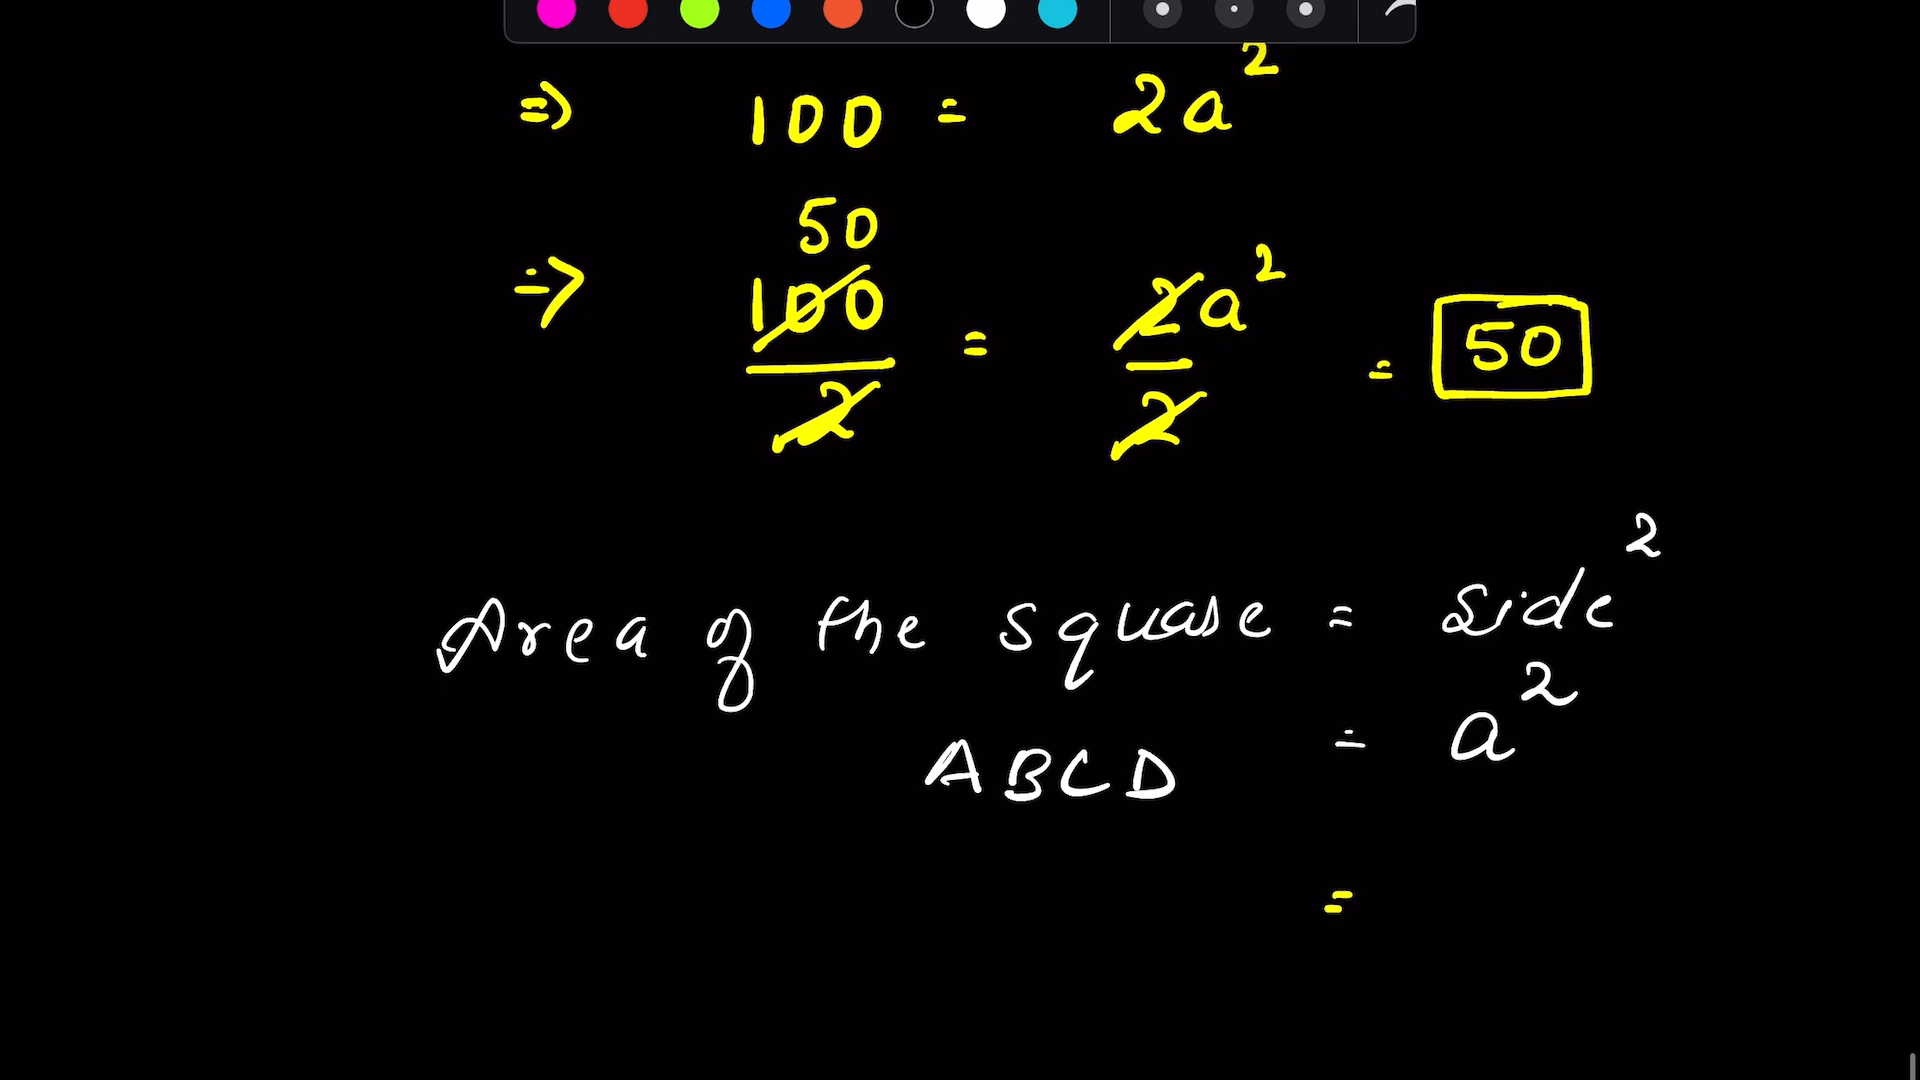 => 100 = 2a²
50
=> 100/2 = 2a²/2 = 50
Area of the square = side²
ABCD = a²
=